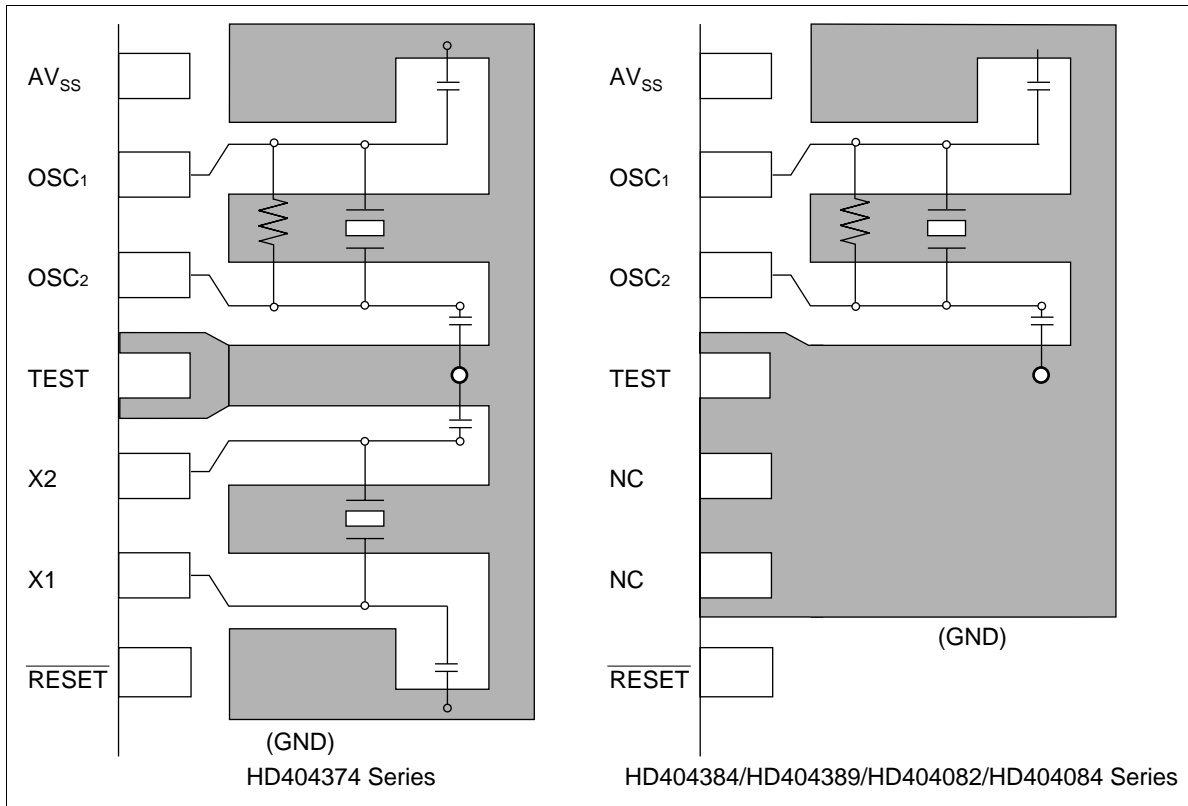 AVSS
OSC1
OSC2
TEST
X2
X1
RESET
(GND)
HD404374 Series
AVSS
OSC1
OSC2
TEST
NC
NC
RESET
(GND)
HD404384/HD404389/HD404082/HD404084 Series